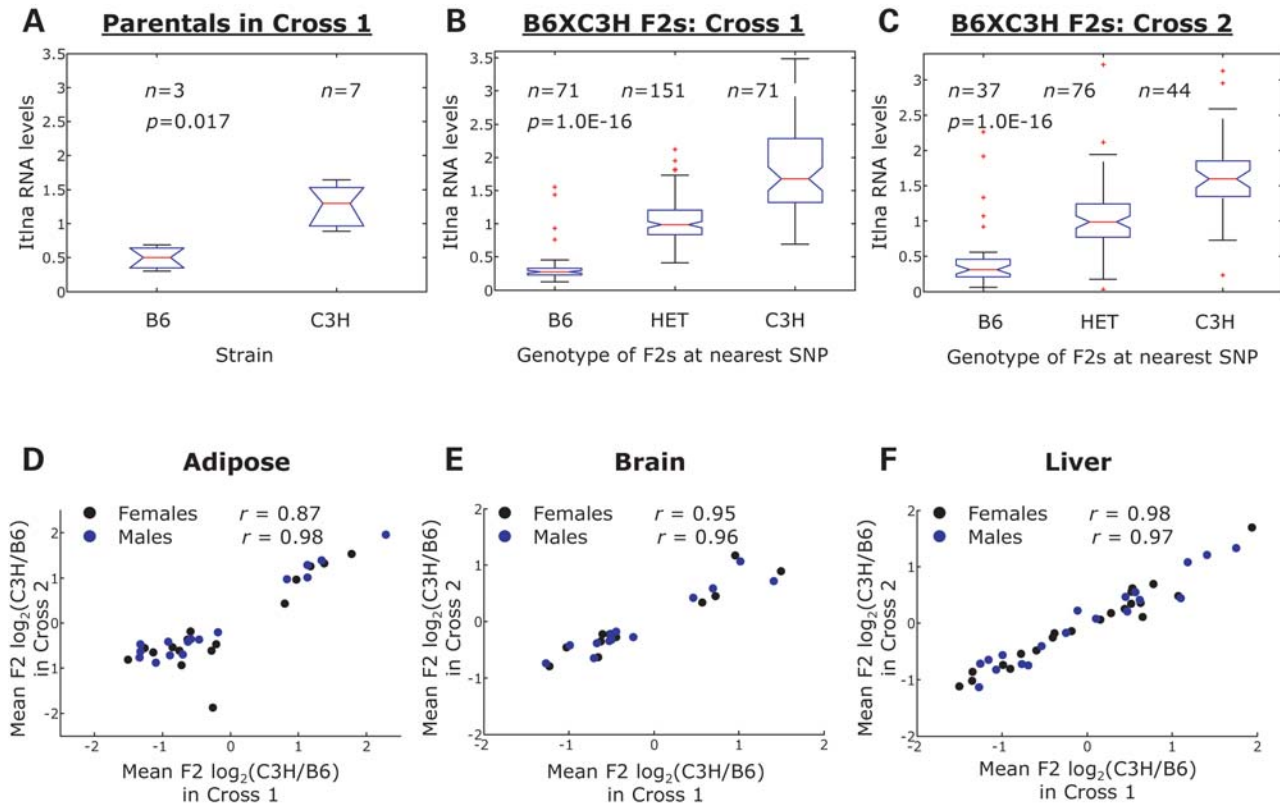 A Parentals in Cross 1
Itlna RNA levels
3.5
3
2.5
2
1.5
1
0.5
0
n=3
n=7
p=0.017
B6
C3H
Strain
B B6XC3H F2s: Cross 1
3.5
3
2.5
2
1.5
1
0.5
0
Itlna RNA levels
n=71
n=151
n=71
p=1.0E-16
B6
HET
C3H
Genotype of F2s at nearest SNP
C B6XC3H F2s: Cross 2
Itlna RNA levels
3
2.5
2
1.5
1
0.5
0
n=37
n=76
n=44
p=1.0E-16
B6
HET
C3H
Genotype of F2s at nearest SNP
D Adipose
Mean F2 log₂(C3H/B6)
in Cross 2
2
1
0
-1
-2
Females r = 0.87
Males r = 0.98
-2
-1
0
1
2
Mean F2 log₂(C3H/B6)
in Cross 1
E Brain
Mean F2 log₂(C3H/B6)
in Cross 2
2
1
0
-1
-2
Females r = 0.95
Males r = 0.96
-2
-1
0
1
2
Mean F2 log₂(C3H/B6)
in Cross 1
F Liver
Mean F2 log₂(C3H/B6)
in Cross 2
2
1
0
-1
-2
Females r = 0.98
Males r = 0.97
-2
-1
0
1
2
Mean F2 log₂(C3H/B6)
in Cross 1